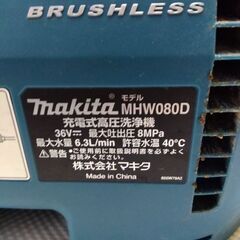 BRUSHLESS
makita モデル MHW080D
充電式高圧洗浄機
36V⎓ 最大吐出圧 8MPa
最大水量 6.3L/min 許容水温 40℃
⚠警告 ご使用前に取扱説明書を必ずよく
お読みください。
株式会社マキタ
Made in China